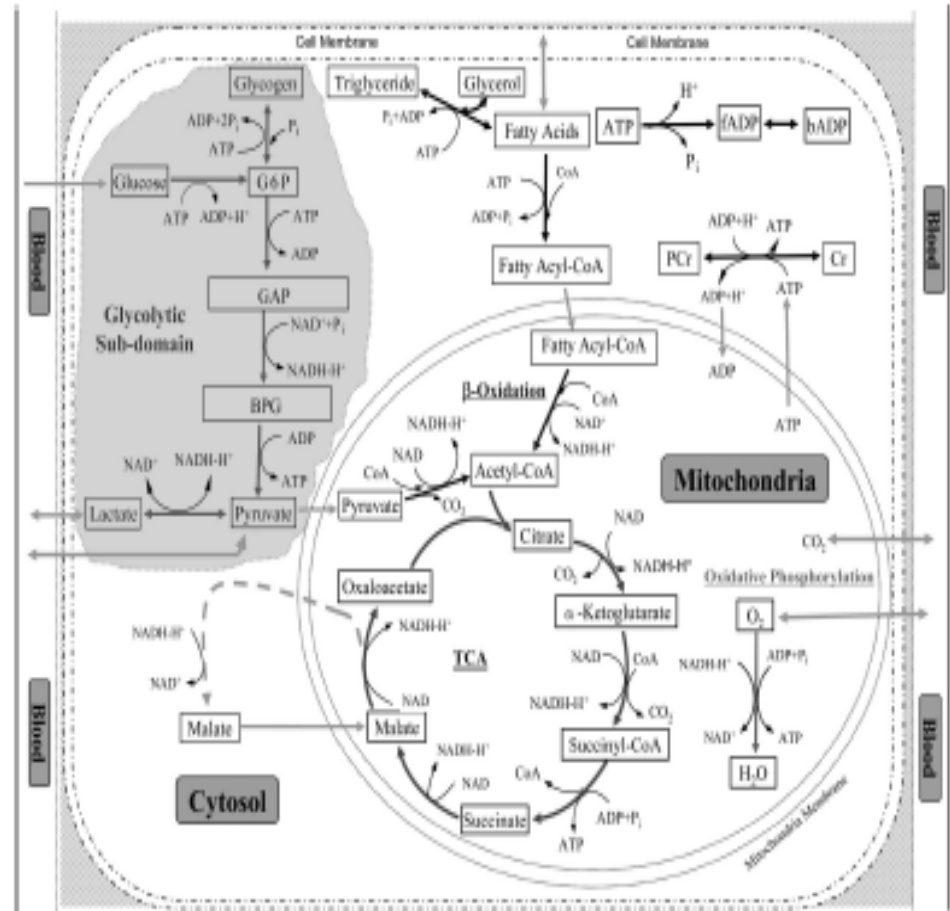 Cell Membrane
Cell Membrane
Glycogen
Triglyceride
Glycerol
H⁺
ADP+2Pᵢ
Pᵢ
ATP
Pᵢ+ADP
ATP
Fatty Acids
ATP
fADP
bADP
Pᵢ
Glucose
G6P
ATP
ADP+H⁺
ATP
ADP
ATP
CoA
ADP+Pᵢ
Blood
Blood
ADP+H⁺
ATP
PCr
Cr
ADP+H⁺
ATP
Fatty Acyl-CoA
GAP
Glycolytic
Sub-domain
NAD⁺+Pᵢ
NADH-H⁺
Fatty Acyl-CoA
ADP
ATP
β-Oxidation
CoA
NAD⁺
NADH-H⁺
BPG
ADP
ATP
NAD⁺
NADH-H⁺
NADH-H⁺
NAD
CoA
CO₂
Acetyl-CoA
Mitochondria
Lactate
Pyruvate
Pyruvate
Citrate
NAD
CO₂
NADH-H⁺
CO₂
Oxidative Phosphorylation
Oxaloacetate
α-Ketoglutarate
O₂
NADH-H⁺
NAD⁺
NADH-H⁺
TCA
NAD
CoA
NADH-H⁺
CO₂
NADH-H⁺
ADP+Pᵢ
NAD⁺
ATP
Malate
Malate
NAD
Succinyl-CoA
H₂O
Blood
Blood
NADH-H⁺
NAD
CoA
ADP+Pᵢ
ATP
Cytosol
Succinate
Mitochondria Membrane